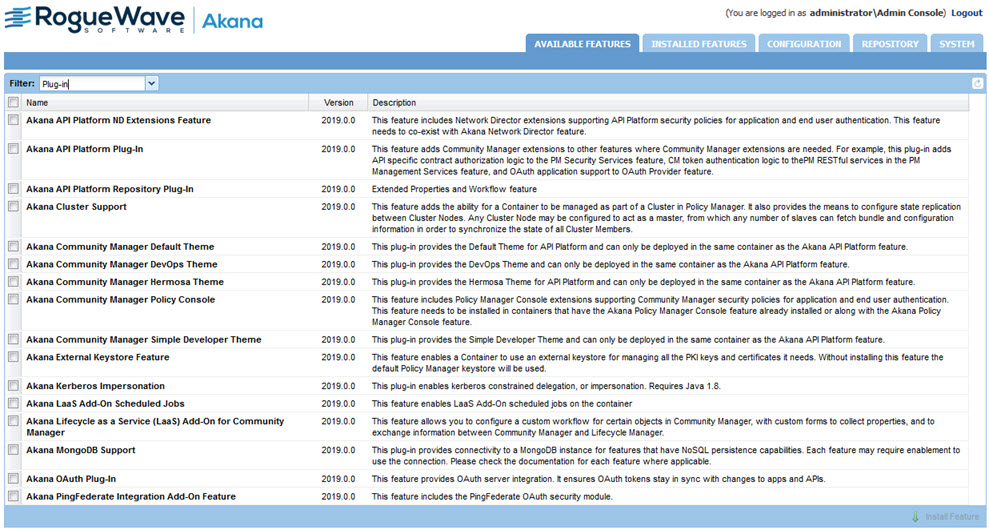 RogueWave
SOFTWARE
Akana
(You are logged in as administrator\Admin Console) Logout
AVAILABLE FEATURES INSTALLED FEATURES CONFIGURATION REPOSITORY SYSTEM
Filter: Plug-in
Name Version Description
Akana API Platform ND Extensions Feature 2019.0.0 This feature includes Network Director extensions supporting API Platform security policies for application and end user authentication. This feature
needs to co-exist with Akana Network Director feature.
Akana API Platform Plug-In 2019.0.0 This feature adds Community Manager extensions to other features where Community Manager extensions are needed. For example, this plug-in adds
API specific contract authorization logic to the PM Security Services feature, CM token authentication logic to thePM RESTful services in the PM
Management Services feature, and OAuth application support to OAuth Provider feature.
Akana API Platform Repository Plug-In 2019.0.0 Extended Properties and Workflow feature
Akana Cluster Support 2019.0.0 This feature adds the ability for a Container to be managed as part of a Cluster in Policy Manager. It also provides the means to configure state replication
between Cluster Nodes. Any Cluster Node may be configured to act as a master, from which any number of slaves can fetch bundle and configuration
information in order to synchronize the state of all Cluster Members.
Akana Community Manager Default Theme 2019.0.0 This plug-in provides the Default Theme for API Platform and can only be deployed in the same container as the Akana API Platform feature.
Akana Community Manager DevOps Theme 2019.0.0 This plug-in provides the DevOps Theme and can only be deployed in the same container as the Akana API Platform feature.
Akana Community Manager Hermosa Theme 2019.0.0 This plug-in provides the Hermosa Theme for API Platform and can only be deployed in the same container as the Akana API Platform feature.
Akana Community Manager Policy Console 2019.0.0 This feature includes Policy Manager Console extensions supporting Community Manager security policies for application and end user authentication.
This feature needs to be installed in containers that have the Akana Policy Manager Console feature already installed or along with the Akana Policy
Manager Console feature.
Akana Community Manager Simple Developer Theme 2019.0.0 This plug-in provides the Simple Developer Theme and can only be deployed in the same container as the Akana API Platform feature.
Akana External Keystore Feature 2019.0.0 This feature enables a Container to use an external keystore for managing all the PKI keys and certificates it needs. Without installing this feature the
default Policy Manager keystore will be used.
Akana Kerberos Impersonation 2019.0.0 This plug-in enables kerberos constrained delegation, or impersonation. Requires Java 1.8.
Akana LaaS Add-On Scheduled Jobs 2019.0.0 This feature enables LaaS Add-On scheduled jobs on the container
Akana Lifecycle as a Service (LaaS) Add-On for Community 2019.0.0 This feature allows you to configure a custom workflow for certain objects in Community Manager, with custom forms to collect properties, and to
Manager exchange information between Community Manager and Lifecycle Manager.
Akana MongoDB Support 2019.0.0 This plug-in provides connectivity to a MongoDB instance for features that have NoSQL persistence capabilities. Each feature may require enablement to
use the connection. Please check the documentation for each feature where applicable.
Akana OAuth Plug-In 2019.0.0 This feature provides OAuth server integration. It ensures OAuth tokens stay in sync with changes to apps and APIs.
Akana PingFederate Integration Add-On Feature 2019.0.0 This feature includes the PingFederate OAuth security module.
Install Feature